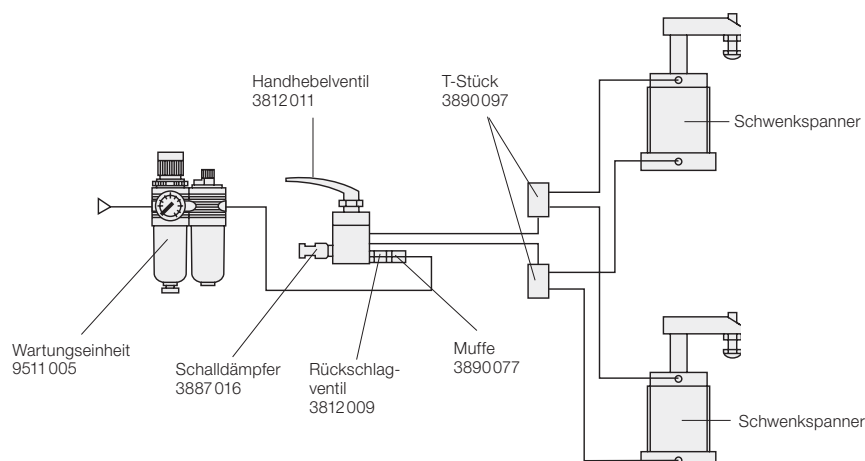 Handhebelventil
3812011
T-Stück
3890097
Schwenkspanner
Wartungseinheit
9511005
Schalldämpfer
3887016
Rückschlag-
ventil
3812009
Muffe
3890077
Schwenkspanner